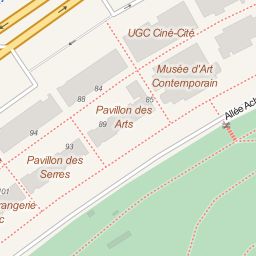 UGC Ciné-Cité
Musée d'Art
Contemporain
84
85
88
Pavillon des
Arts
89
94
93
Pavillon des
Serres
101
Allée Ach